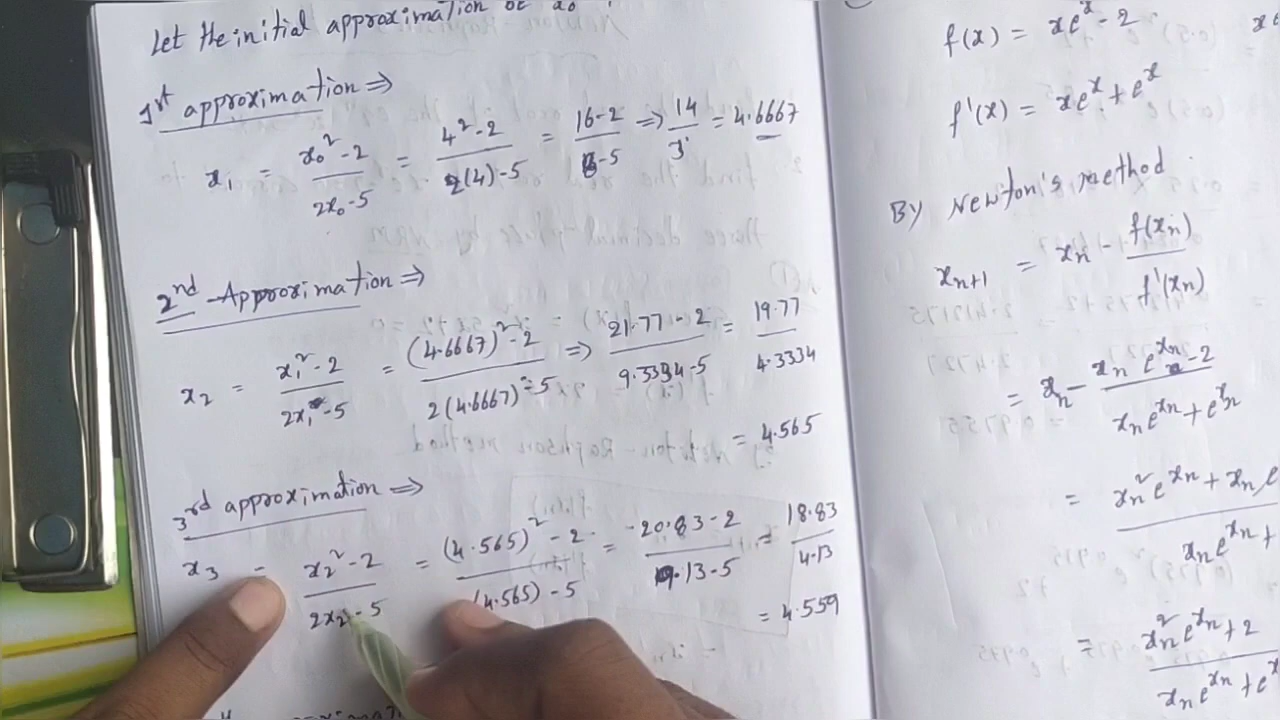 Let the initial approximation be x₀
1st approximation ⇒
x₁ = (x₀² - 2)/(2x₀ - 5) = (4² - 2)/(2(4) - 5) = (16 - 2)/(8 - 5) ⇒ 14/3 = 4.6667
2nd Approximation ⇒
x₂ = (x₁² - 2)/(2x₁ - 5) = ((4.6667)² - 2)/(2(4.6667) - 5) ⇒ (21.77 - 2)/(9.3334 - 5) = 19.77/4.3334
= 4.565
3rd approximation ⇒
x₃ = (x₂² - 2)/(2x₂ - 5) = ((4.565)² - 2)/((4.565) - 5) = (20.83 - 2)/(9.13 - 5) = 18.83/4.13
= 4.559
f(x) = xeˣ - 2
f'(x) = xeˣ + eˣ
By Newton's method
xₙ₊₁ = xₙ - f(xₙ)/f'(xₙ)
= xₙ - (xₙ e^xₙ - 2)/(xₙ e^xₙ + e^xₙ)
= (xₙ² e^xₙ + xₙ e)/(xₙ e^xₙ +
= (xₙ² e^xₙ + 2)/(xₙ e^xₙ + e^x